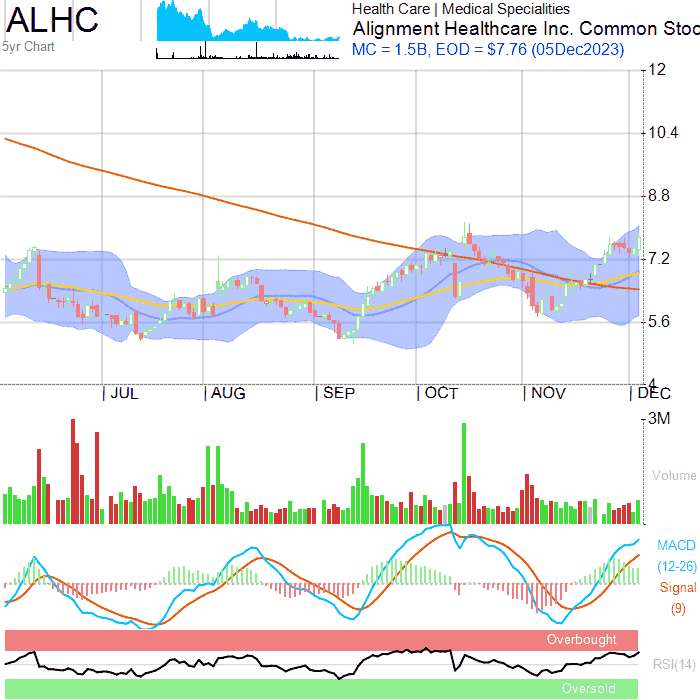 ALHC
5yr Chart
Health Care | Medical Specialities
Alignment Healthcare Inc. Common Stoc
MC = 1.5B, EOD = $7.76 (05Dec2023)
12
10.4
8.8
7.2
5.6
4
JUL AUG SEP OCT NOV DEC
3M
Volume
MACD
(12-26)
Signal
(9)
Overbought
RSI(14)
Oversold